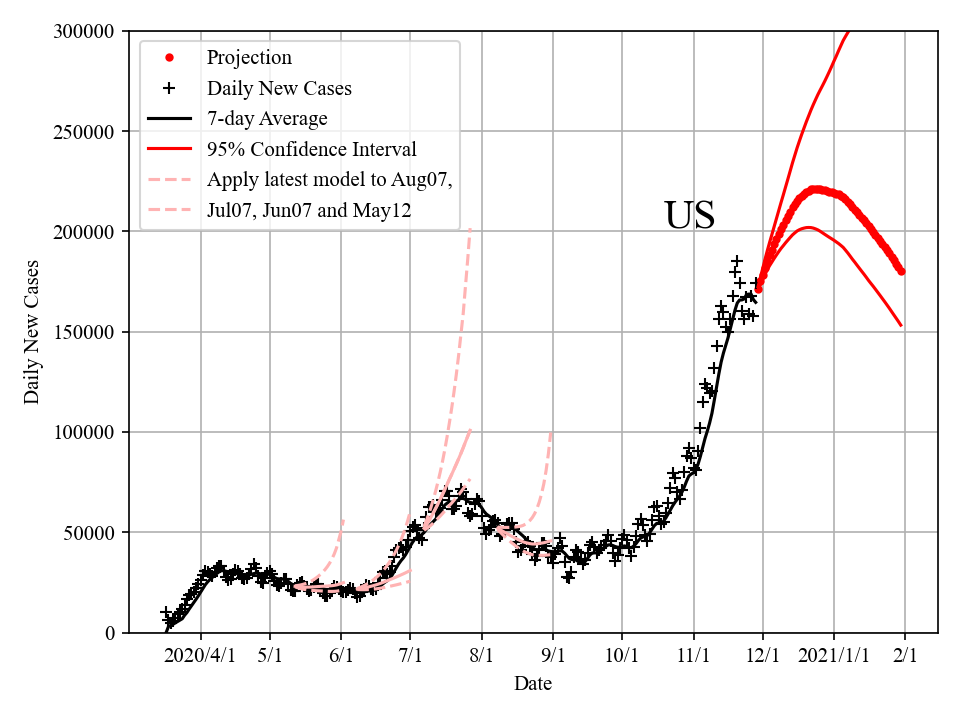 300000
250000
200000
150000
100000
50000
0
Daily New Cases
Projection
Daily New Cases
7-day Average
95% Confidence Interval
Apply latest model to Aug07,
Jul07, Jun07 and May12
US
2020/4/1 5/1 6/1 7/1 8/1 9/1 10/1 11/1 12/1 2021/1/1 2/1
Date